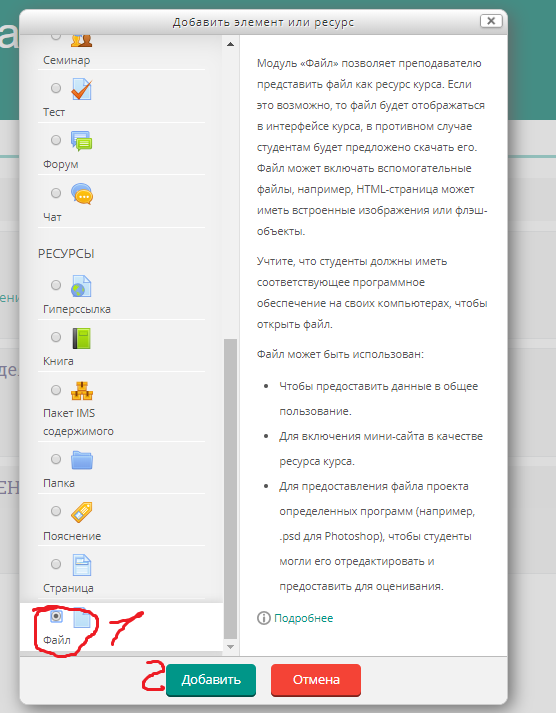 Добавить элемент или ресурс
а
Семинар
Тест
Форум
Чат
РЕСУРСЫ
Гиперссылка
Книга
Пакет IMS
содержимого
Папка
Пояснение
Страница
Файл
1
Модуль «Файл» позволяет преподавателю
представить файл как ресурс курса. Если
это возможно, то файл будет отображаться
в интерфейсе курса, в противном случае
студентам будет предложено скачать его.
Файл может включать вспомогательные
файлы, например, HTML-страница может
иметь встроенные изображения или флэш-
объекты.
Учтите, что студенты должны иметь
соответствующее программное
обеспечение на своих компьютерах, чтобы
открыть файл.
Файл может быть использован:
• Чтобы предоставить данные в общее
пользование.
• Для включения мини-сайта в качестве
ресурса курса.
• Для предоставления файла проекта
определенных программ (например,
.psd для Photoshop), чтобы студенты
могли его отредактировать и
предоставить для оценивания.
Подробнее
2
Добавить
Отмена